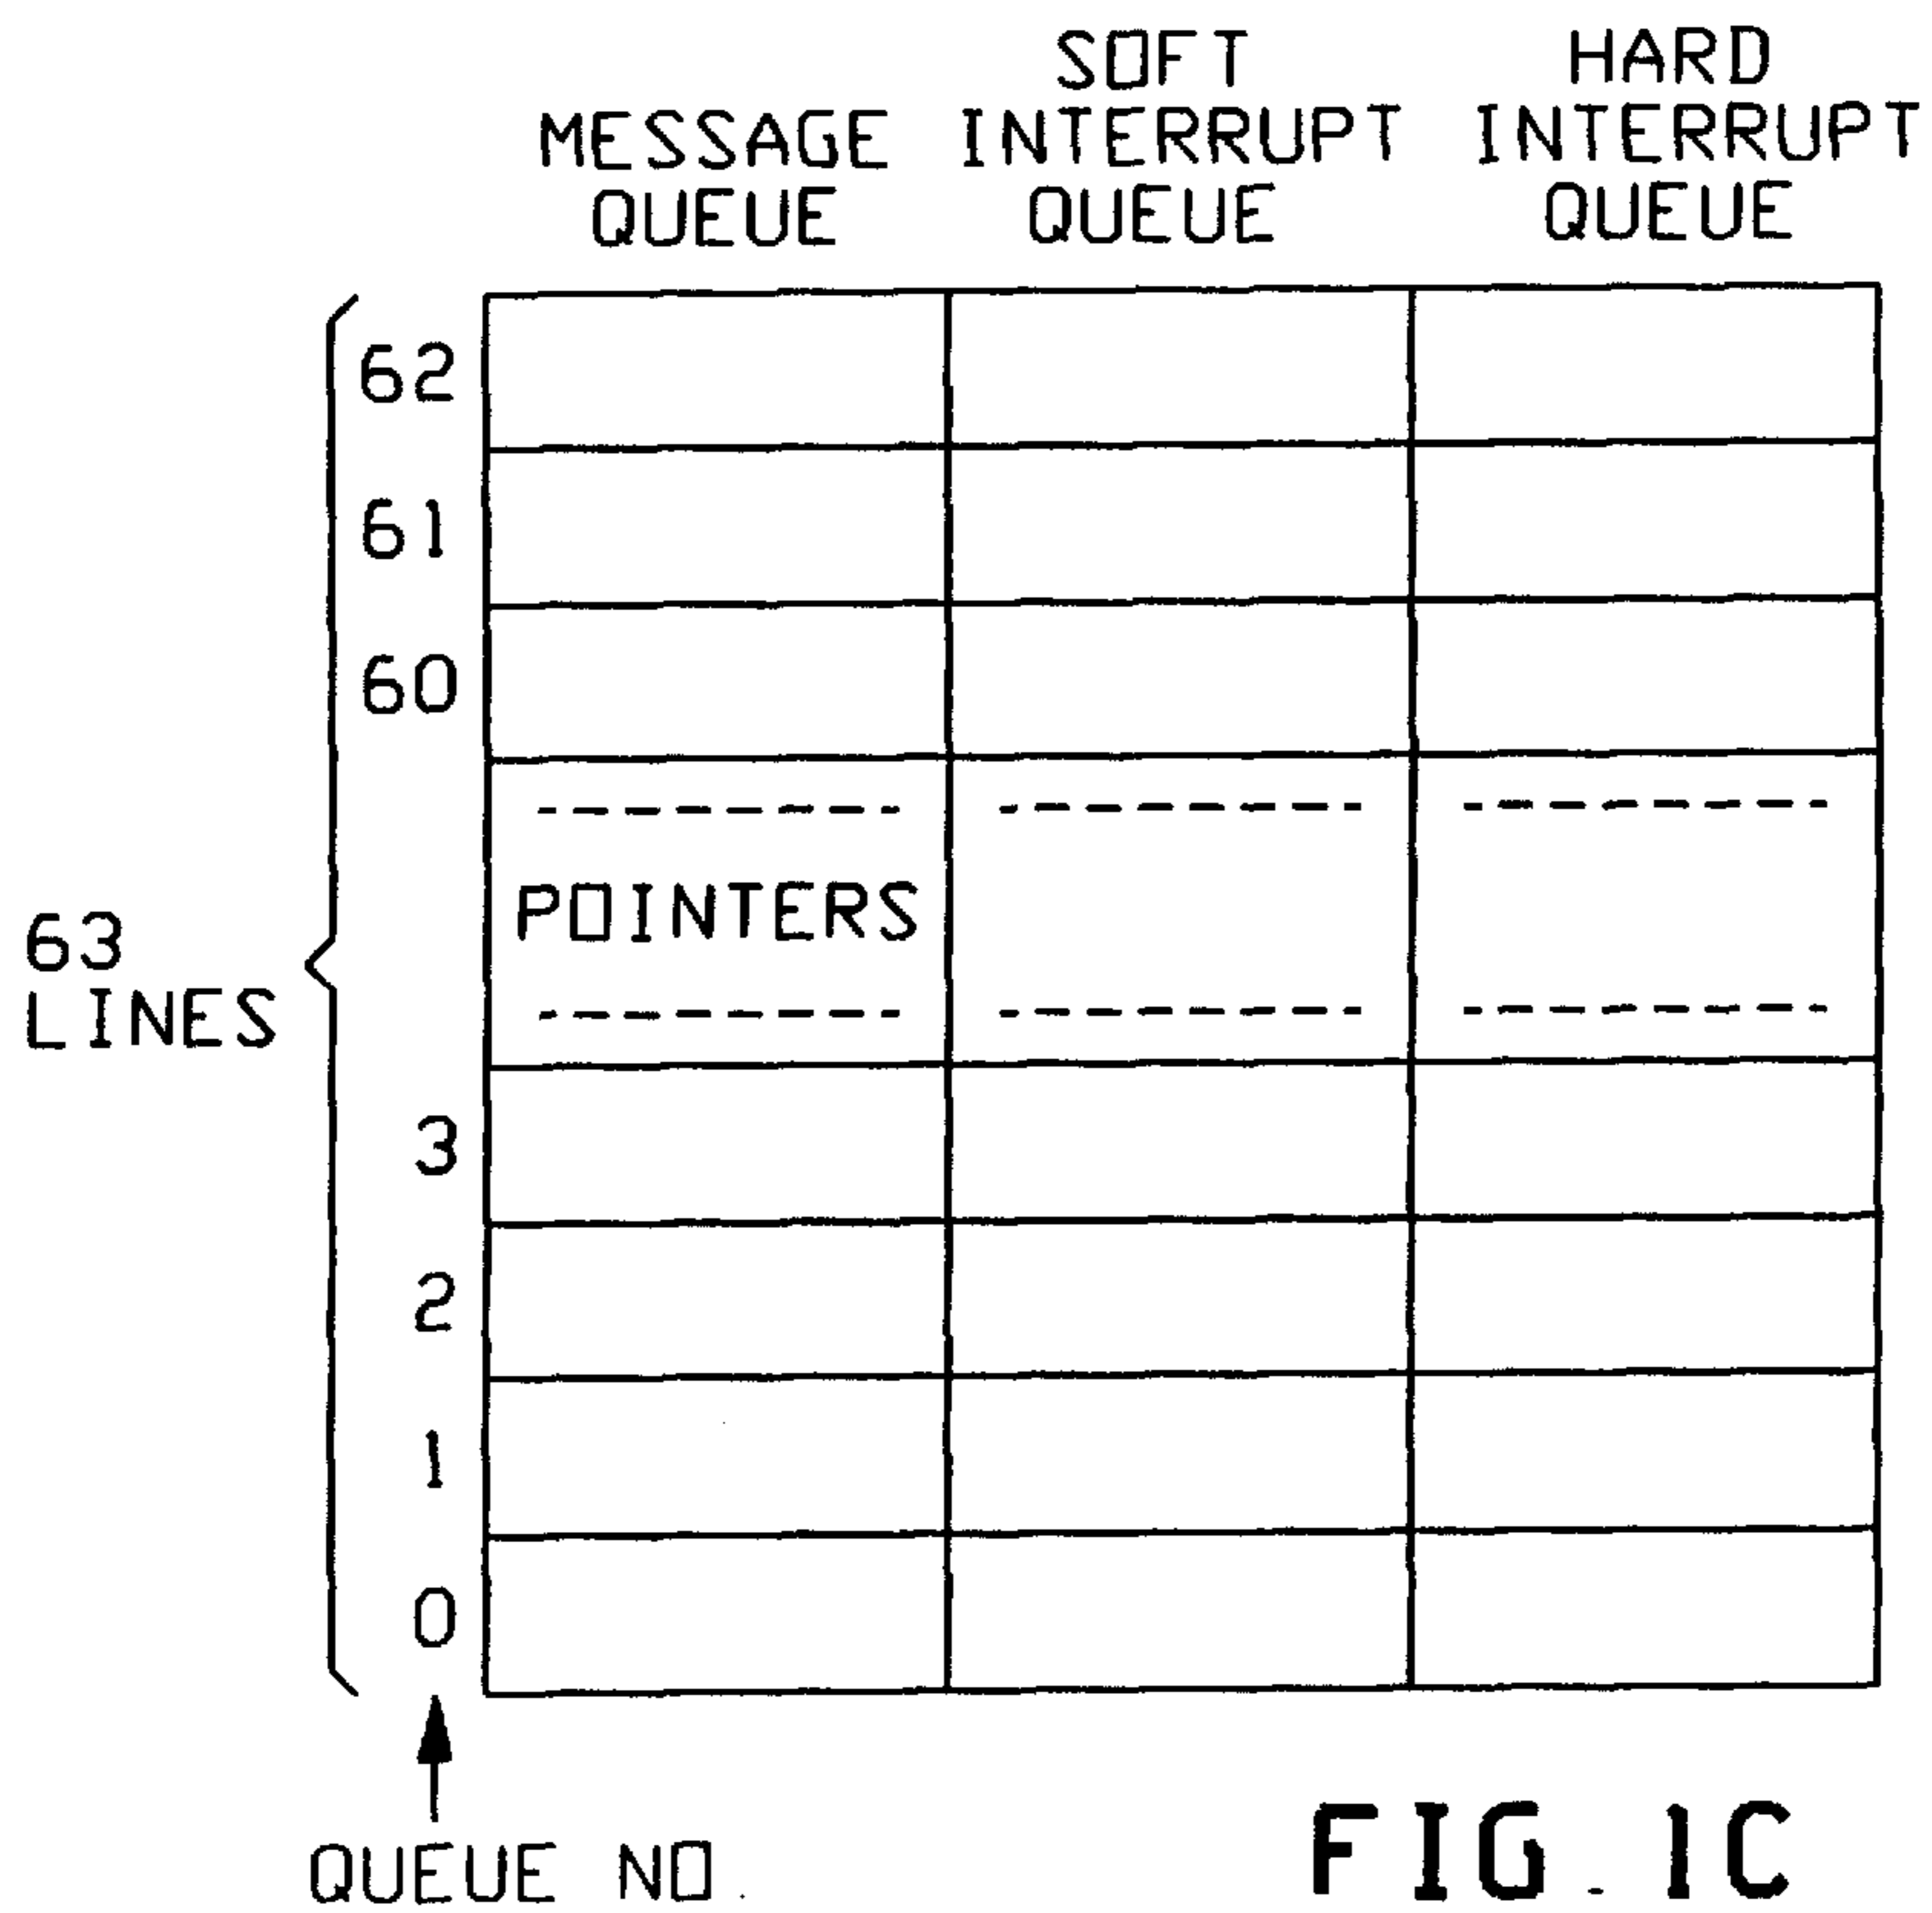 MESSAGE
QUEUE
SOFT
INTERRUPT
QUEUE
HARD
INTERRUPT
QUEUE
62
61
60
POINTERS
63
LINES
3
2
1
0
QUEUE NO.
FIG. 1C